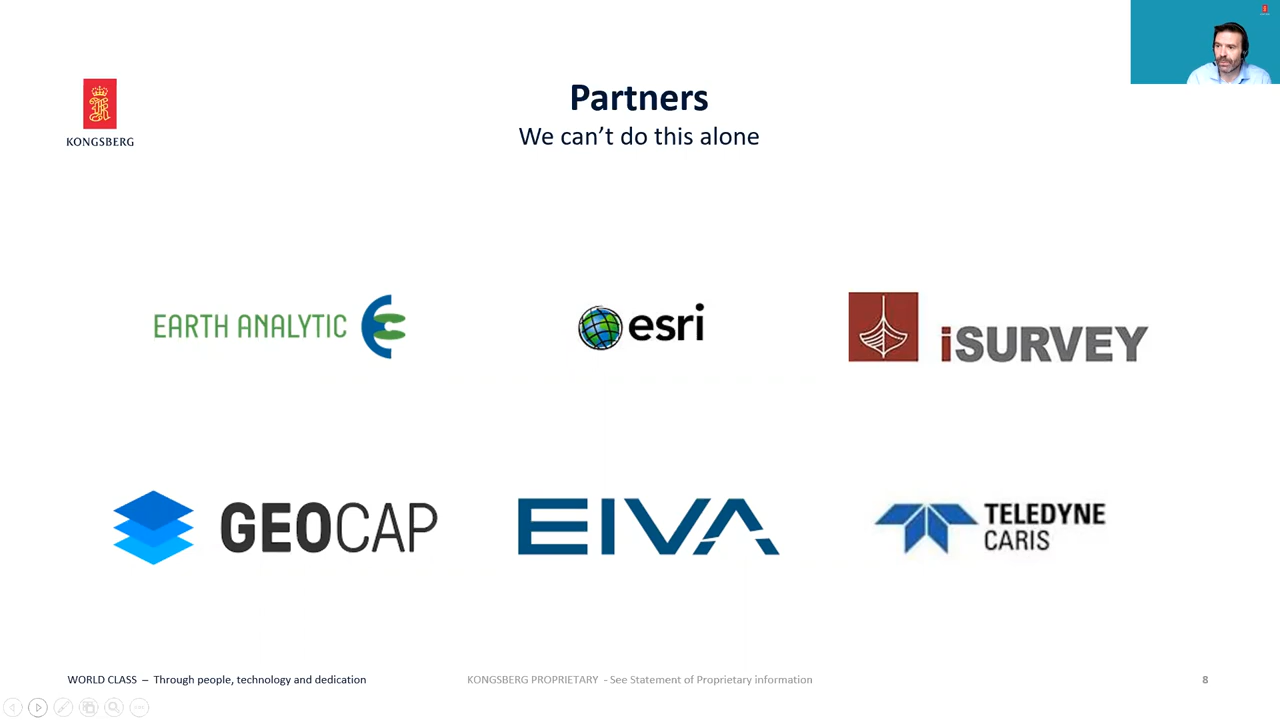 Partners
We can't do this alone
KONGSBERG
EARTH ANALYTIC
esri
iSURVEY
GEOCAP
EIVA
TELEDYNE
CARIS
WORLD CLASS – Through people, technology and dedication
KONGSBERG PROPRIETARY - See Statement of Proprietary information
8